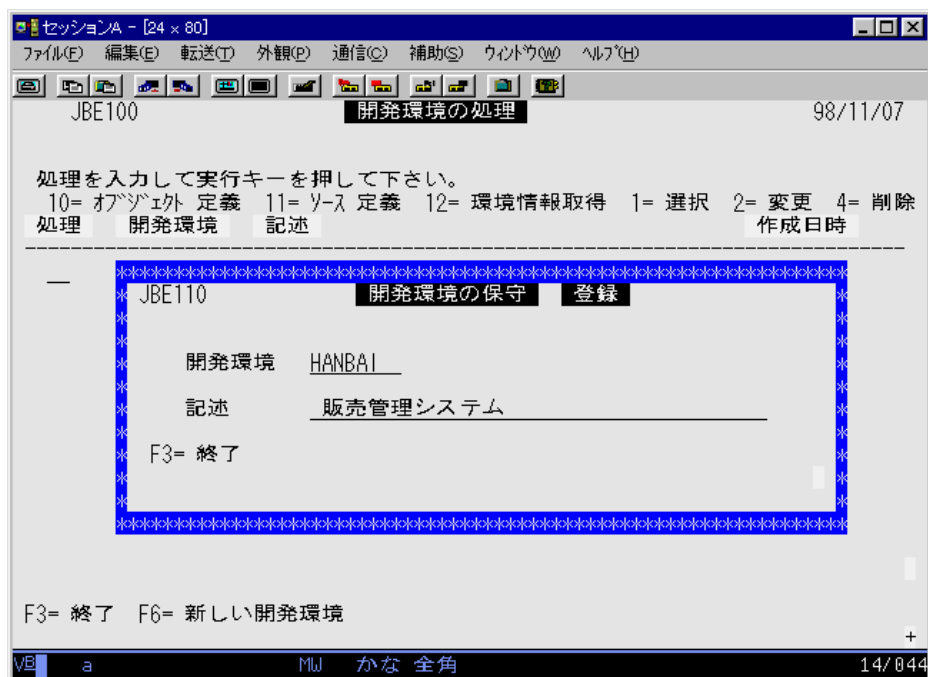 セッションA - [24 × 80]
ファイル(F) 編集(E) 転送(T) 外観(P) 通信(C) 補助(S) ウィンドウ(W) ヘルプ(H)
JBE100 開発環境の処理 98/11/07
処理を入力して実行キーを押して下さい。
10= オブジェクト 定義 11= ソース 定義 12= 環境情報取得 1= 選択 2= 変更 4= 削除
処理 開発環境 記述 作成日時
JBE110 開発環境の保守 登録
開発環境 HANBAI
記述 販売管理システム
F3= 終了
F3= 終了 F6= 新しい開発環境
+
VB a MW かな 全角 14/044